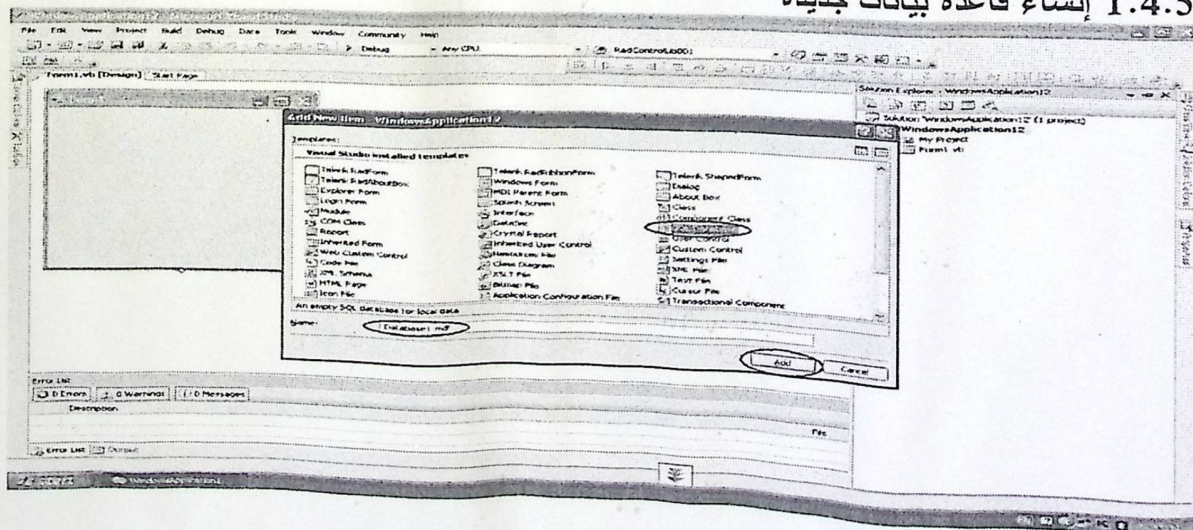 1.4.5 إنشاء قاعدة بيانات جديدة
File Edit View Project Build Debug Data Tools Window Community Help
Debug Any CPU RadControlLib001
Form1.vb [Design] Start Page
Solution Explorer - WindowsApplication12
Solution 'WindowsApplication12' (1 project)
WindowsApplication12
My Project
Form1.vb
Add New Item - WindowsApplication12
Templates:
Visual Studio installed templates
Telerik RadForm Telerik RadRibbonForm Telerik ShapedForm
Telerik RadAboutBox Windows Form Dialog
Explorer Form MDI Parent Form About Box
Login Form Splash Screen Class
Module Interface Component Class
COM Class DataSet
Report Crystal Report User Control
Inherited Form Inherited User Control Custom Control
Web Custom Control Resources File Settings File
Code File Class Diagram XML File
XML Schema XSLT File Text File
HTML Page Bitmap File Cursor File
Icon File Application Configuration File Transactional Component
An empty SQL database for local data
Name: Database1.mdf
Add Cancel
Error List
0 Errors 0 Warnings 0 Messages
Description File
Error List Output